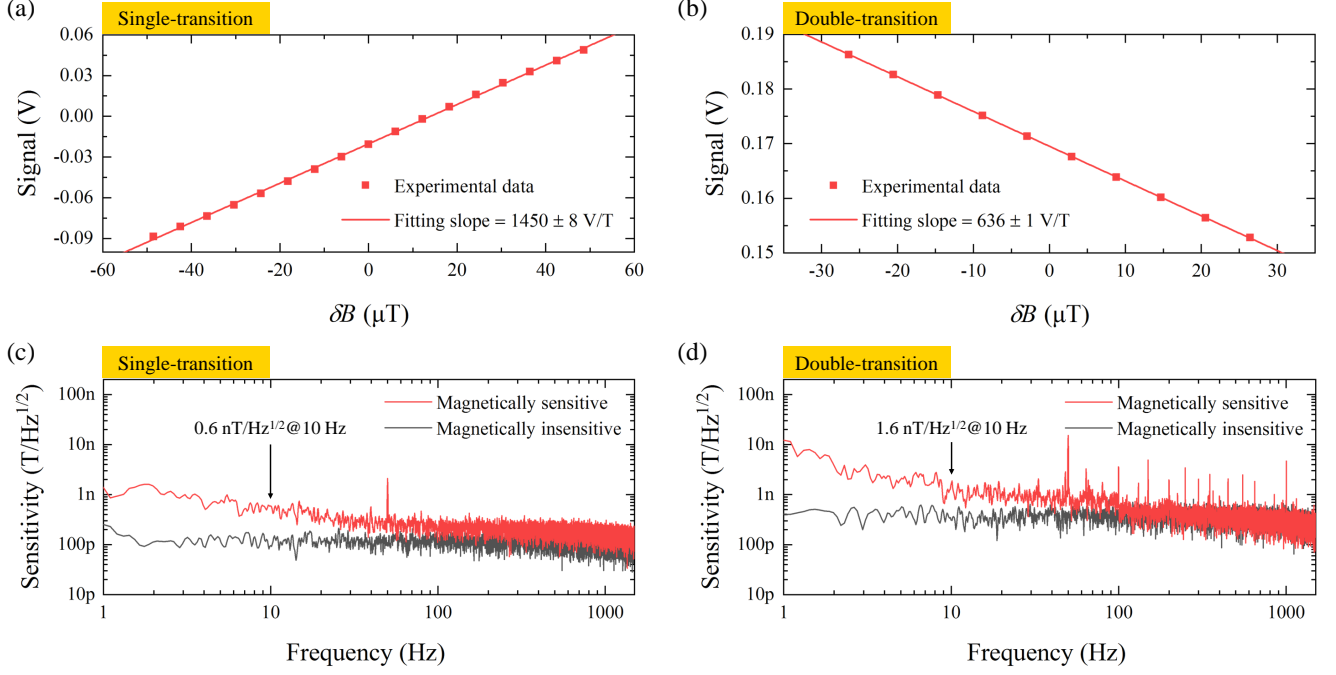 (a)
Single-transition
0.06
0.03
0.00
-0.03
-0.06
-0.09
Signal (V)
Experimental data
Fitting slope = 1450 ± 8 V/T
-60
-40
-20
0
20
40
60
δB (μT)
(b)
Double-transition
0.19
0.18
0.17
0.16
0.15
Signal (V)
Experimental data
Fitting slope = 636 ± 1 V/T
-30
-20
-10
0
10
20
30
δB (μT)
(c)
Single-transition
100n
10n
1n
100p
10p
Sensitivity (T/Hz^1/2)
Magnetically sensitive
Magnetically insensitive
0.6 nT/Hz^1/2@10 Hz
1
10
100
1000
Frequency (Hz)
(d)
Double-transition
100n
10n
1n
100p
10p
Sensitivity (T/Hz^1/2)
Magnetically sensitive
Magnetically insensitive
1.6 nT/Hz^1/2@10 Hz
1
10
100
1000
Frequency (Hz)